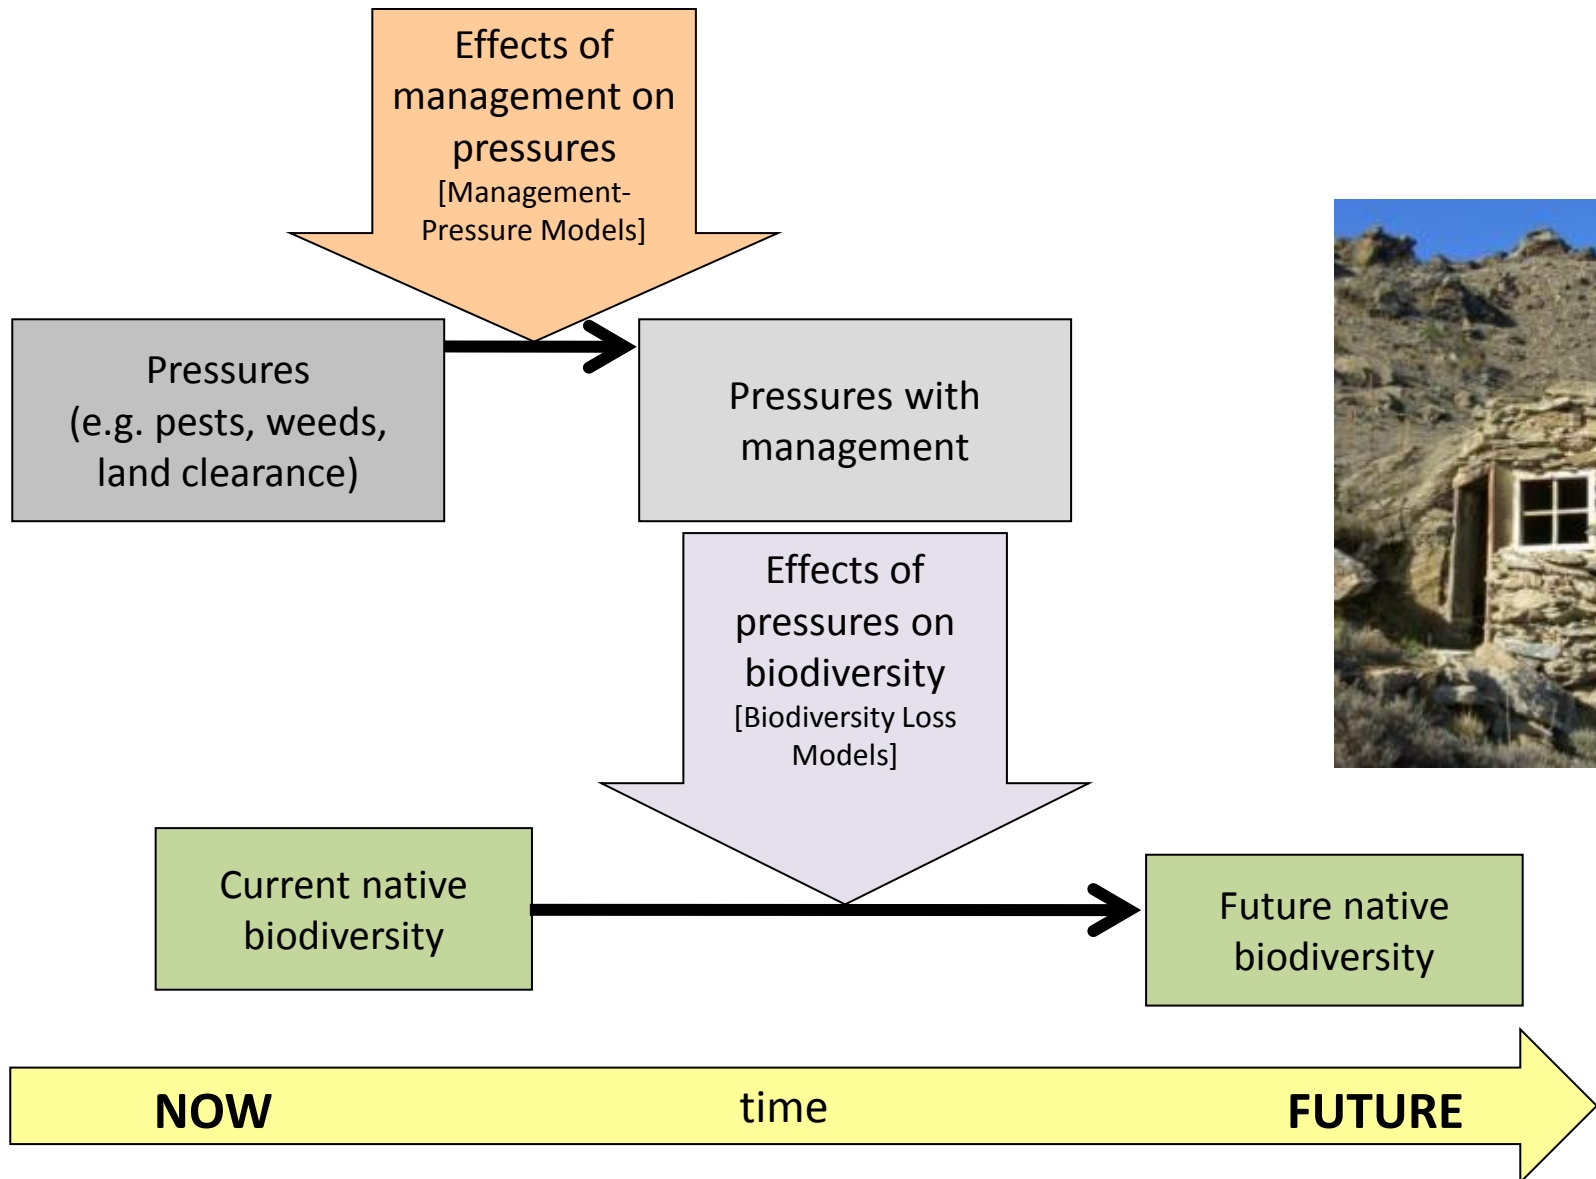 Effects of
management on
pressures
[Management-
Pressure Models]
Pressures
(e.g. pests, weeds,
land clearance)
Pressures with
management
Effects of
pressures on
biodiversity
[Biodiversity Loss
Models]
Current native
biodiversity
Future native
biodiversity
NOW
time
FUTURE